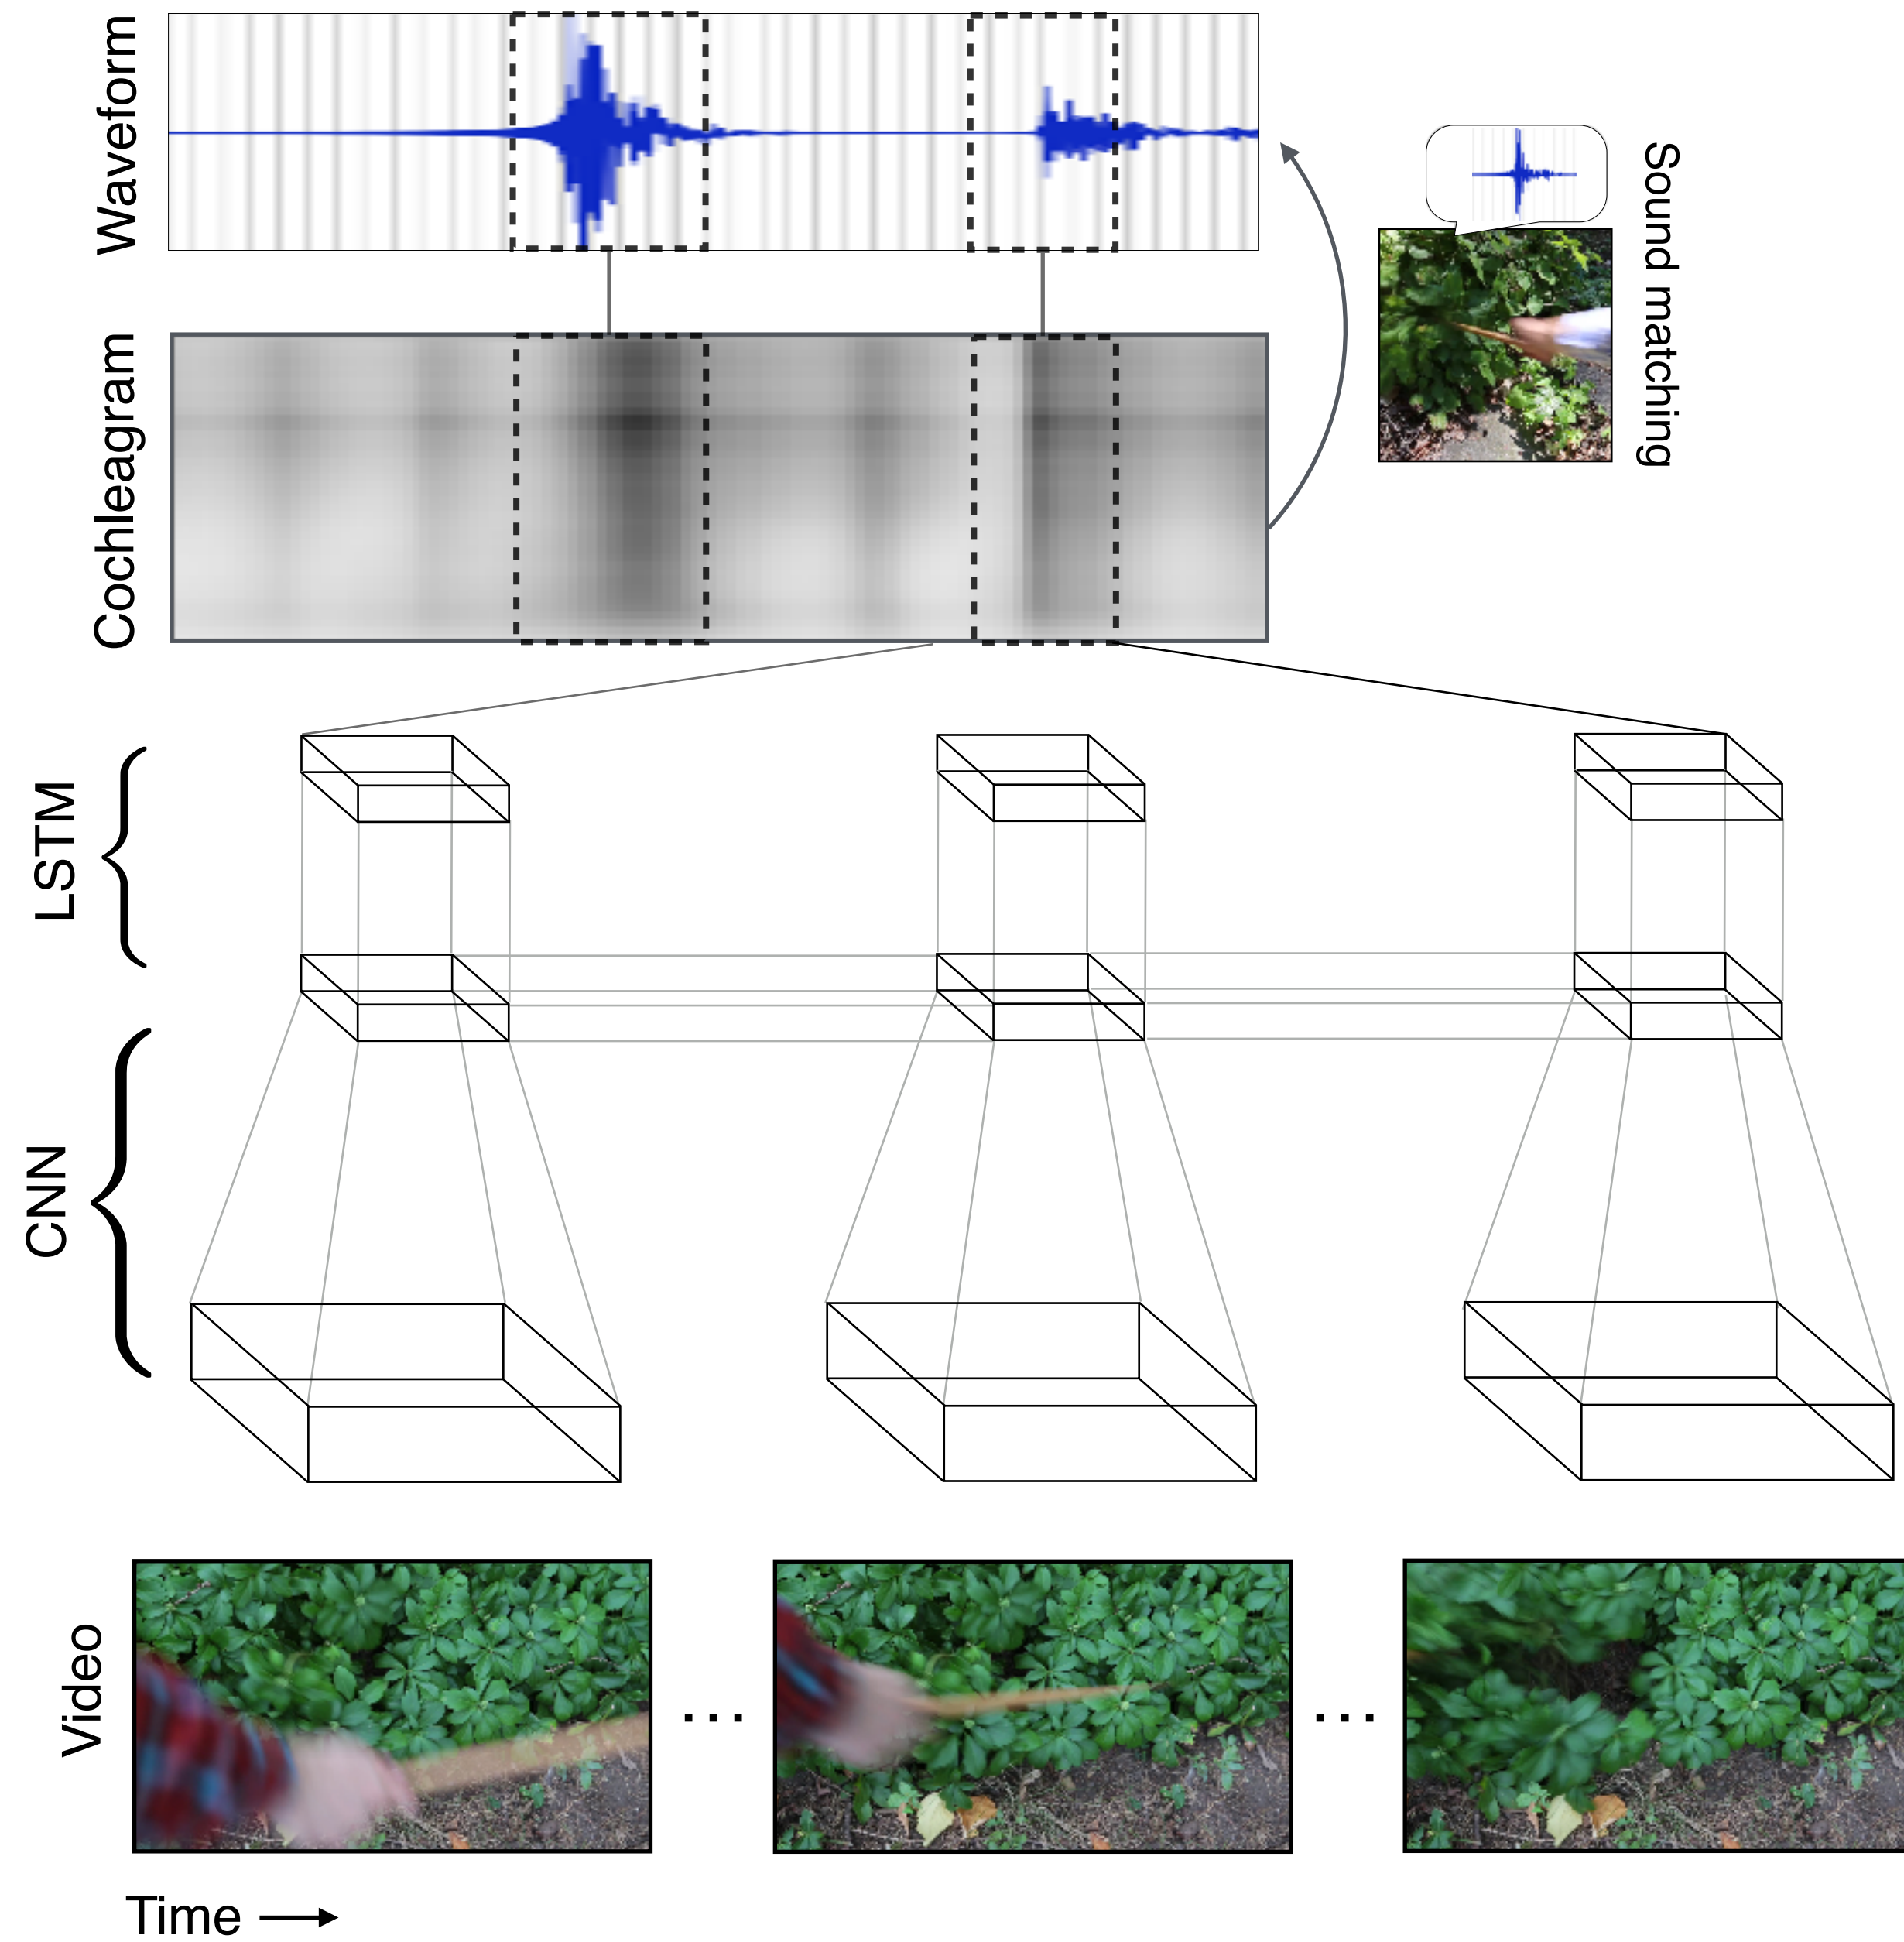 Waveform
Sound matching
Cochleagram
LSTM
CNN
Video
... ...
Time